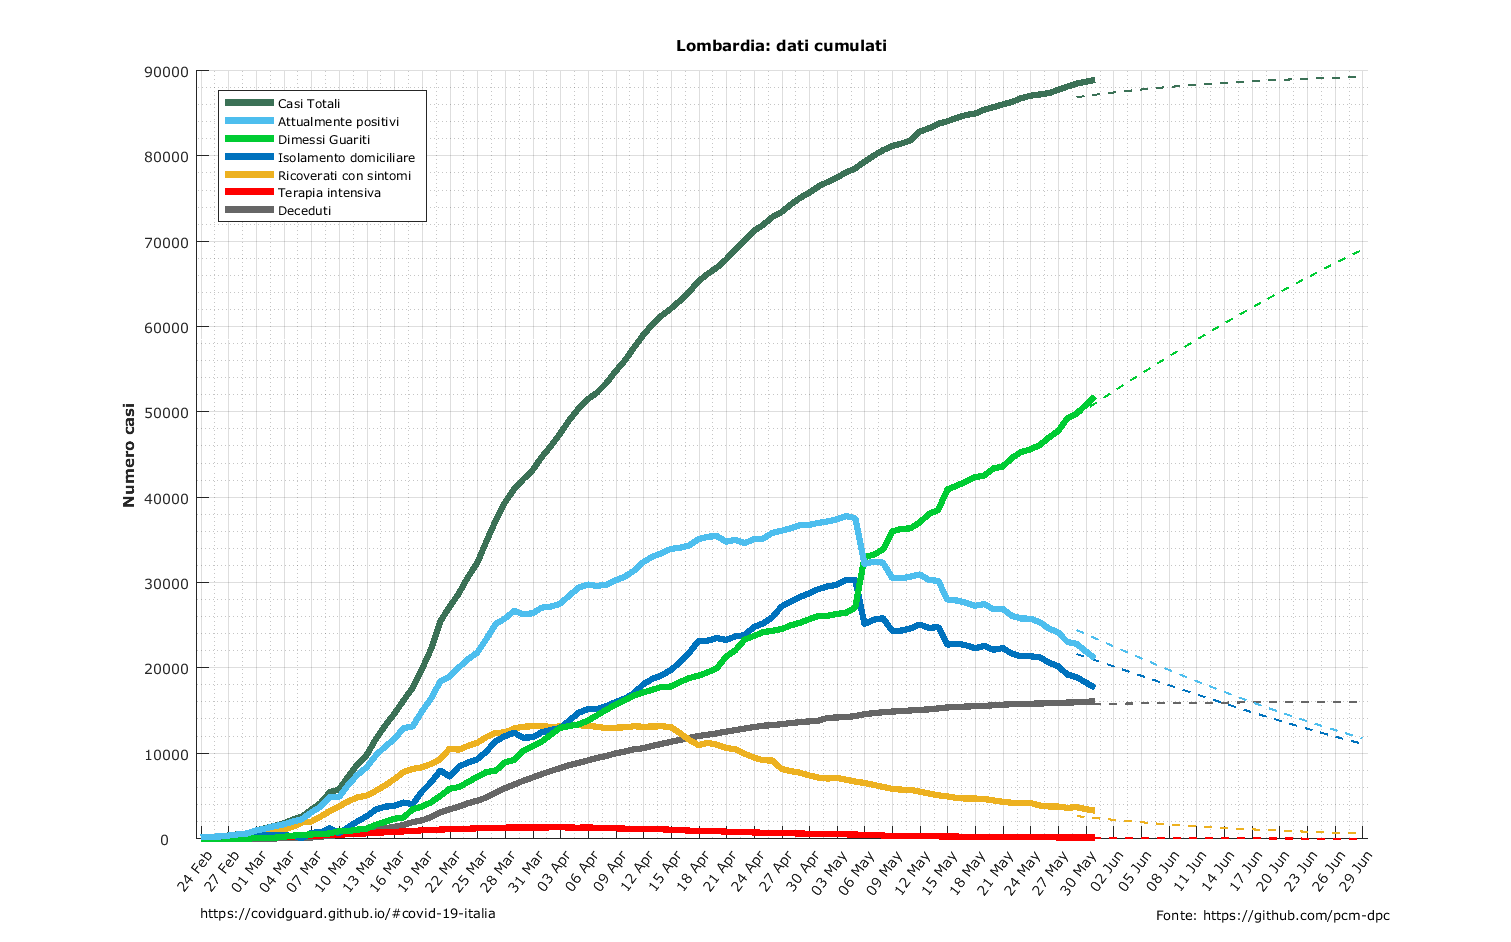 Lombardia: dati cumulati
90000
80000
70000
60000
50000
40000
30000
20000
10000
0
Numero casi
Casi Totali
Attualmente positivi
Dimessi Guariti
Isolamento domiciliare
Ricoverati con sintomi
Terapia intensiva
Deceduti
24 Feb
27 Feb
01 Mar
04 Mar
07 Mar
10 Mar
13 Mar
16 Mar
19 Mar
22 Mar
25 Mar
28 Mar
31 Mar
03 Apr
06 Apr
09 Apr
12 Apr
15 Apr
18 Apr
21 Apr
24 Apr
27 Apr
30 Apr
03 May
06 May
09 May
12 May
15 May
18 May
21 May
24 May
27 May
30 May
02 Jun
05 Jun
08 Jun
11 Jun
14 Jun
17 Jun
20 Jun
23 Jun
26 Jun
29 Jun
https://covidguard.github.io/#covid-19-italia
Fonte: https://github.com/pcm-dpc